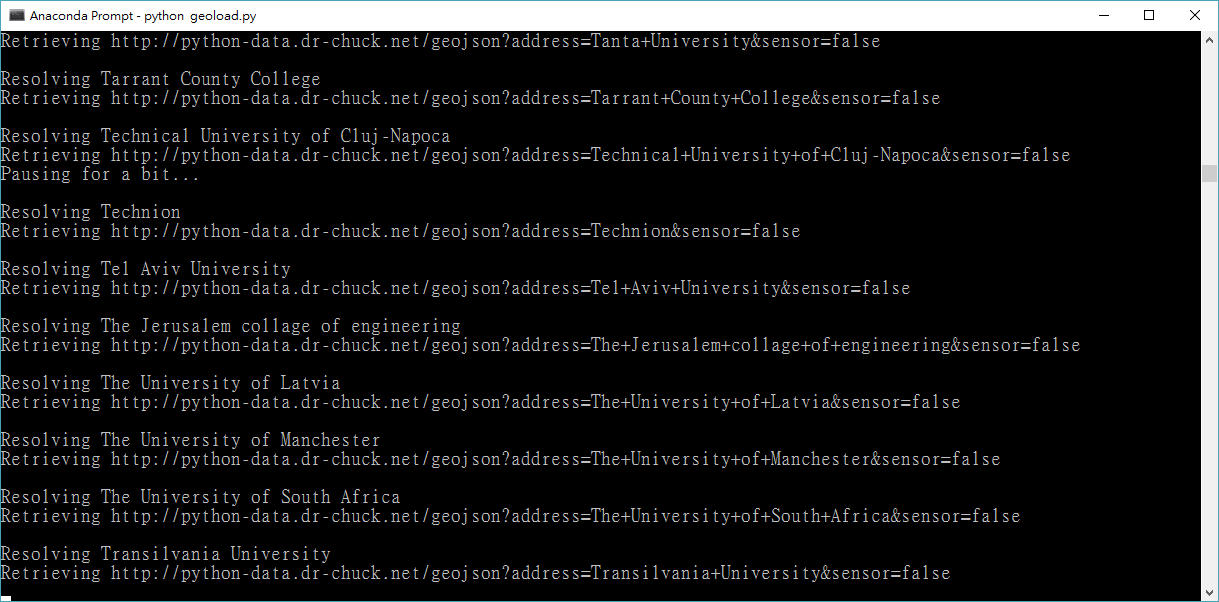 Anaconda Prompt - python geoload.py
Retrieving http://python-data.dr-chuck.net/geojson?address=Tanta+University&sensor=false
Resolving Tarrant County College
Retrieving http://python-data.dr-chuck.net/geojson?address=Tarrant+County+College&sensor=false
Resolving Technical University of Cluj-Napoca
Retrieving http://python-data.dr-chuck.net/geojson?address=Technical+University+of+Cluj-Napoca&sensor=false
Pausing for a bit...
Resolving Technion
Retrieving http://python-data.dr-chuck.net/geojson?address=Technion&sensor=false
Resolving Tel Aviv University
Retrieving http://python-data.dr-chuck.net/geojson?address=Tel+Aviv+University&sensor=false
Resolving The Jerusalem collage of engineering
Retrieving http://python-data.dr-chuck.net/geojson?address=The+Jerusalem+collage+of+engineering&sensor=false
Resolving The University of Latvia
Retrieving http://python-data.dr-chuck.net/geojson?address=The+University+of+Latvia&sensor=false
Resolving The University of Manchester
Retrieving http://python-data.dr-chuck.net/geojson?address=The+University+of+Manchester&sensor=false
Resolving The University of South Africa
Retrieving http://python-data.dr-chuck.net/geojson?address=The+University+of+South+Africa&sensor=false
Resolving Transilvania University
Retrieving http://python-data.dr-chuck.net/geojson?address=Transilvania+University&sensor=false